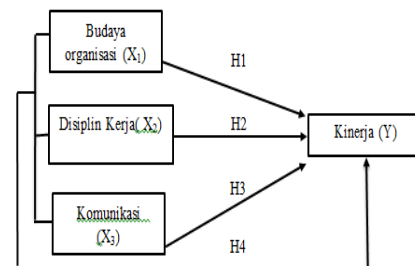 Budaya
organisasi (X1)
H1
Disiplin Kerja( X2)
H2
Kinerja (Y)
H3
Komunikasi
(X3)
H4